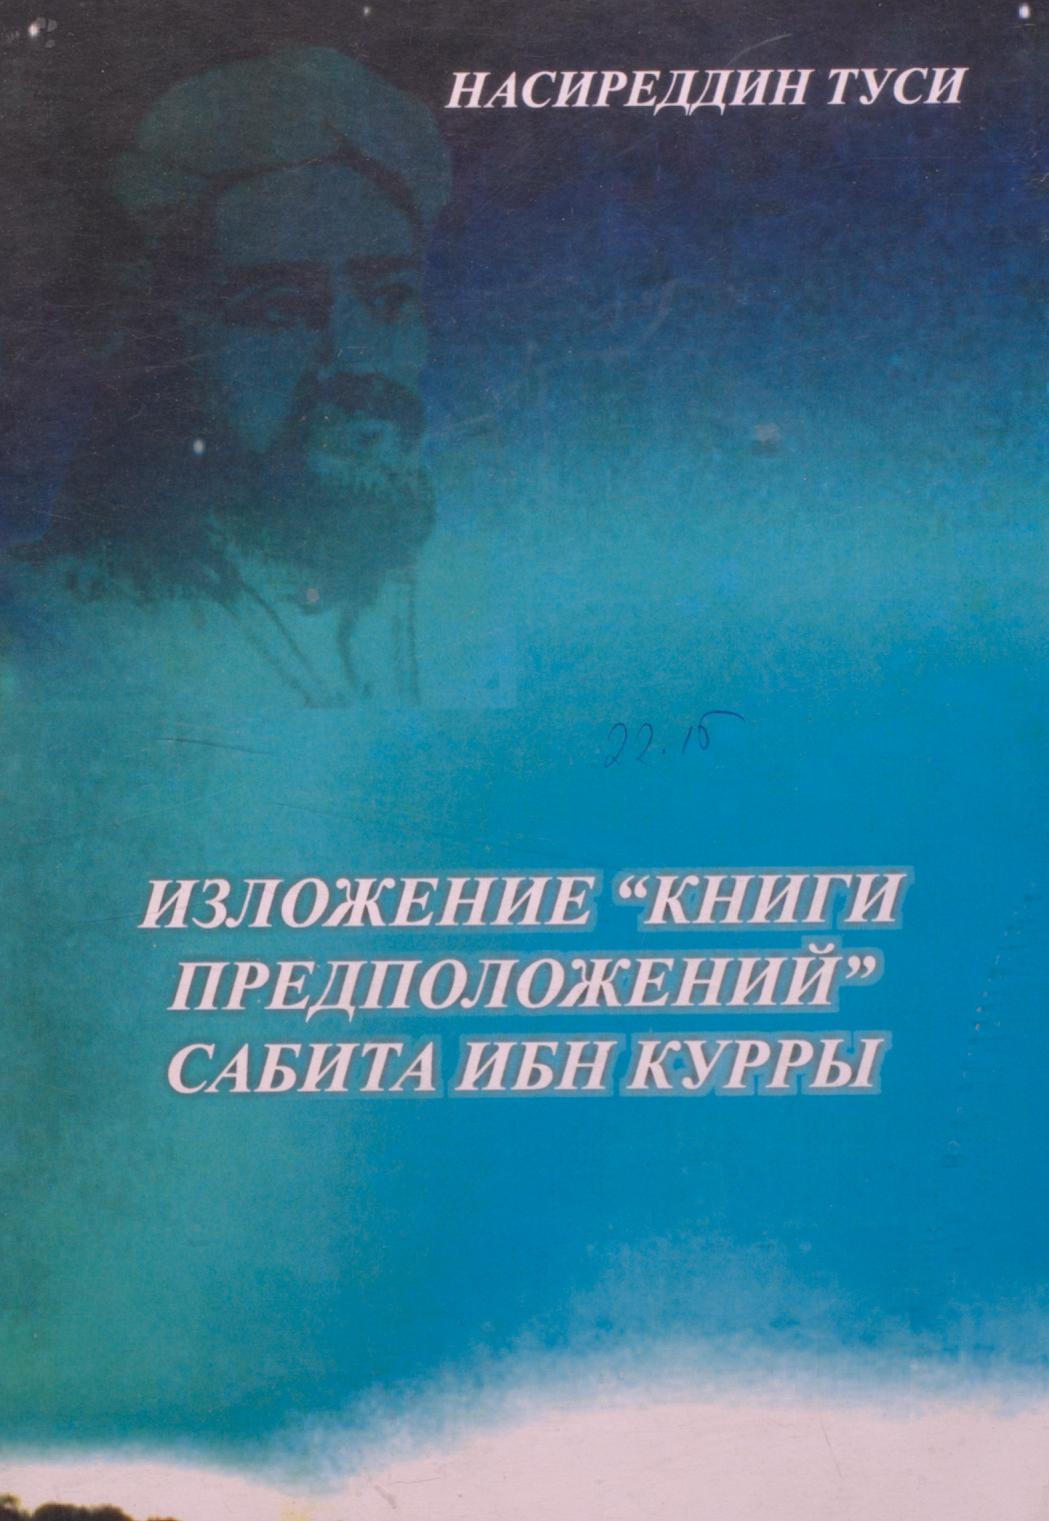 НАСИРЕДДИН ТУСИ
22.15
ИЗЛОЖЕНИЕ “КНИГИ
ПРЕДПОЛОЖЕНИЙ”
САБИТА ИБН КУРРЫ